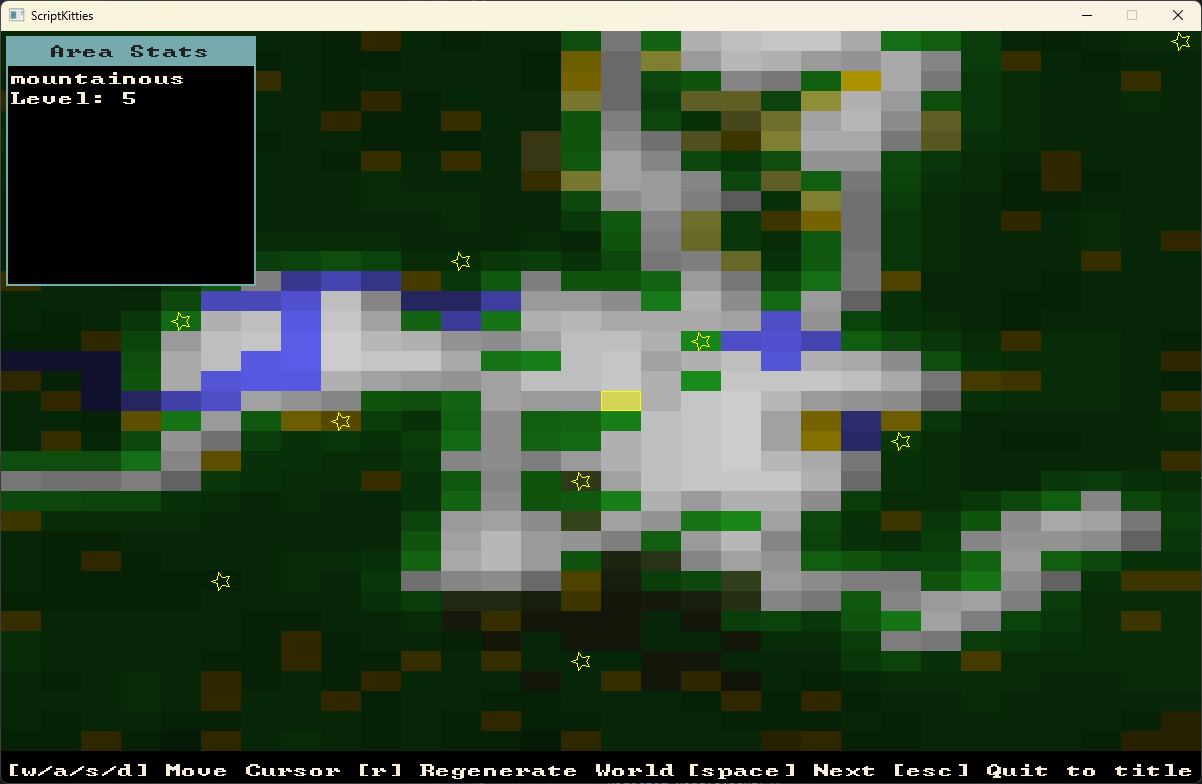 ScriptKitties
Area Stats
mountainous
Level: 5
[w/a/s/d] Move Cursor [r] Regenerate World [space] Next [esc] Quit to title